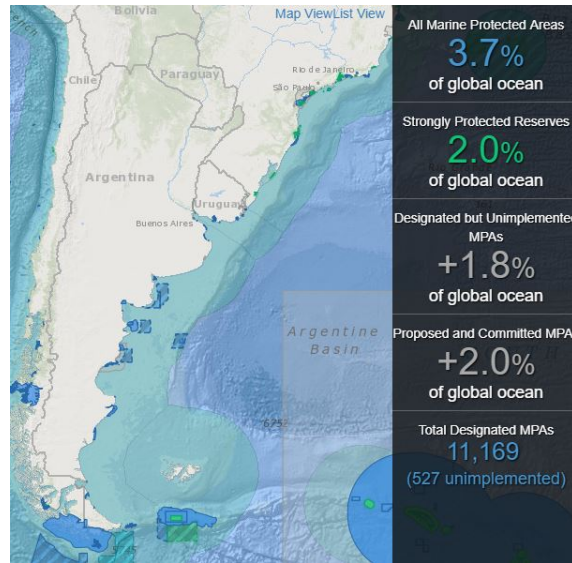 Bolivia
Map View List View
Chile
Paraguay
Rio de Janeiro
São Paulo
Argentina
Uruguay
Buenos Aires
Argentine
Basin
All Marine Protected Areas
3.7%
of global ocean
Strongly Protected Reserves
2.0%
of global ocean
Designated but Unimplemented
MPAs
+1.8%
of global ocean
Proposed and Committed MPA
+2.0%
of global ocean
Total Designated MPAs
11,169
(527 unimplemented)